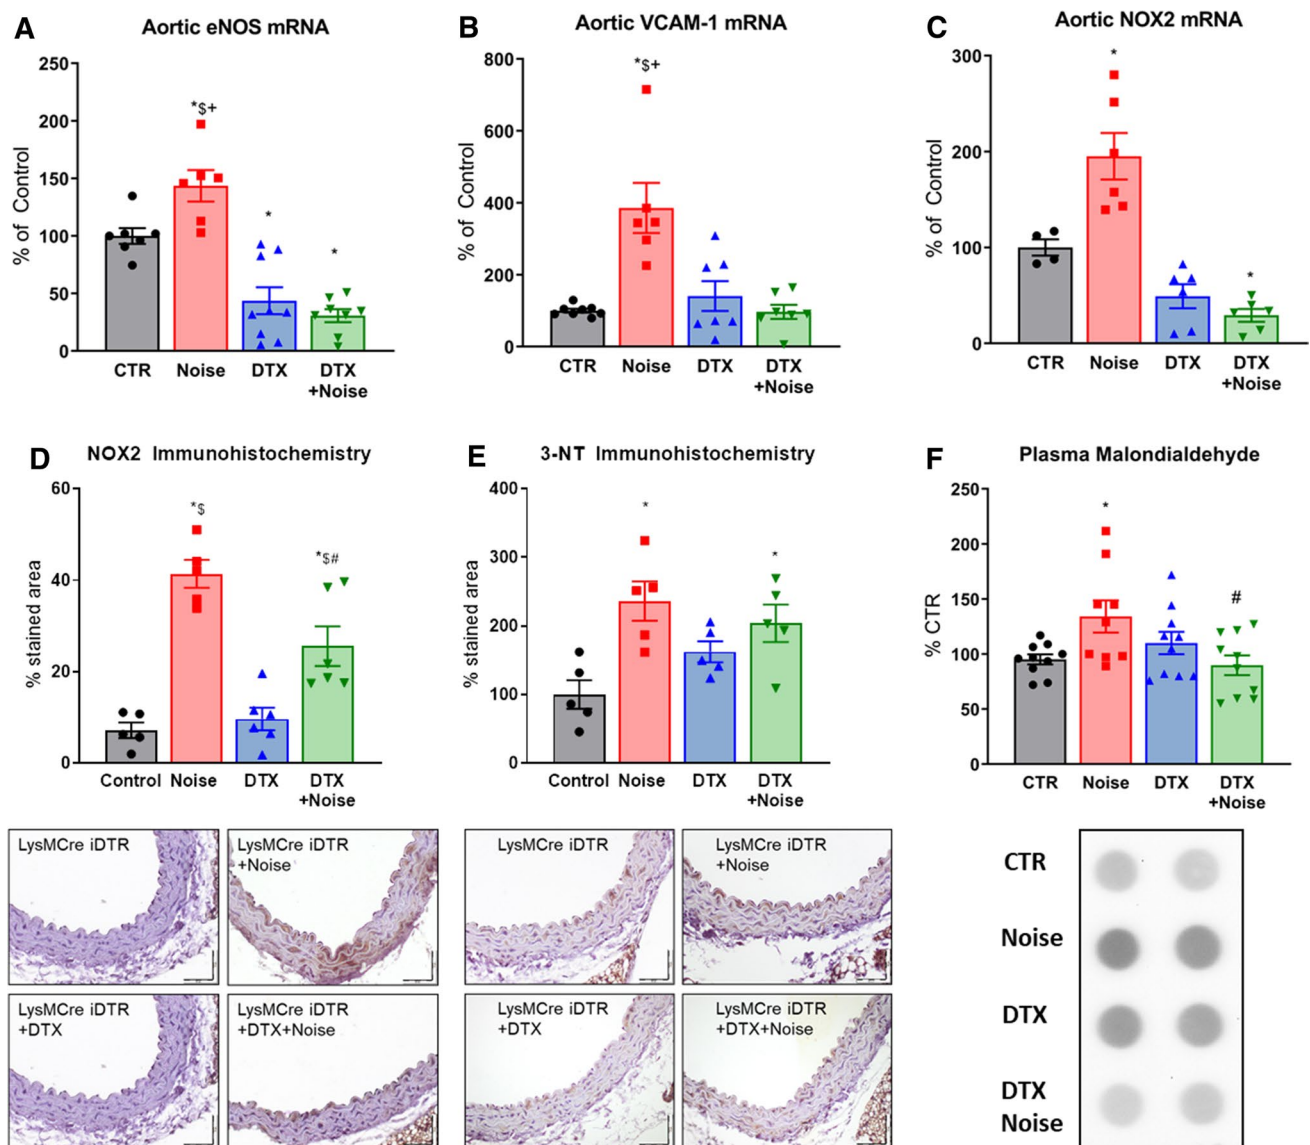 A
Aortic eNOS mRNA
% of Control
250
200
150
100
50
0
*$+
*
*
CTR
Noise
DTX
DTX
+Noise
B
Aortic VCAM-1 mRNA
% of Control
800
600
400
200
0
*$+
CTR
Noise
DTX
DTX
+Noise
C
Aortic NOX2 mRNA
% of Control
300
200
100
0
*
*
CTR
Noise
DTX
DTX
+Noise
D
NOX2 Immunohistochemistry
% stained area
60
40
20
0
*$
*$#
Control
Noise
DTX
DTX
+Noise
LysMCre iDTR
LysMCre iDTR
+Noise
LysMCre iDTR
+DTX
LysMCre iDTR
+DTX+Noise
E
3-NT Immunohistochemistry
% stained area
400
300
200
100
0
*
*
Control
Noise
DTX
DTX
+Noise
LysMCre iDTR
LysMCre iDTR
+Noise
LysMCre iDTR
+DTX
LysMCre iDTR
+DTX+Noise
F
Plasma Malondialdehyde
% CTR
250
200
150
100
50
0
*
#
CTR
Noise
DTX
DTX
+Noise
CTR
Noise
DTX
DTX
Noise